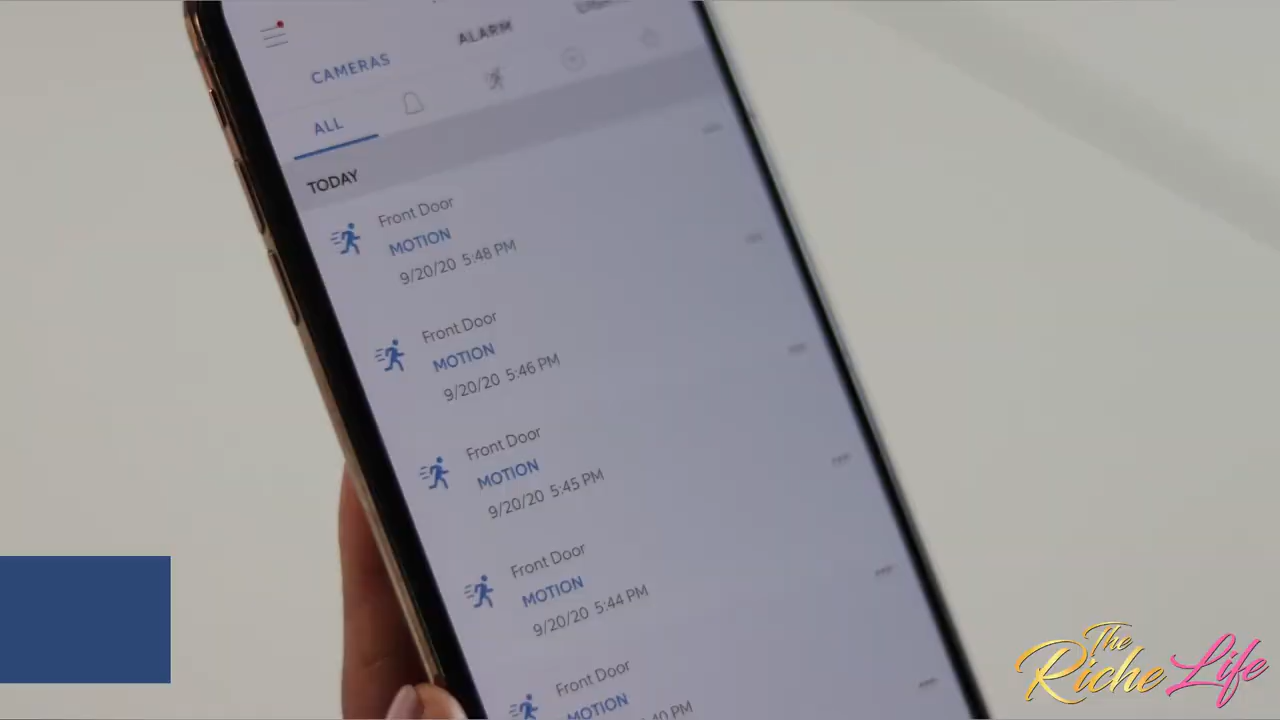 CAMERAS
ALARM
ALL
TODAY
Front Door
MOTION
9/20/20 5:48 PM
Front Door
MOTION
9/20/20 5:46 PM
Front Door
MOTION
9/20/20 5:45 PM
Front Door
MOTION
9/20/20 5:44 PM
Front Door
MOTION
The
Riche Life